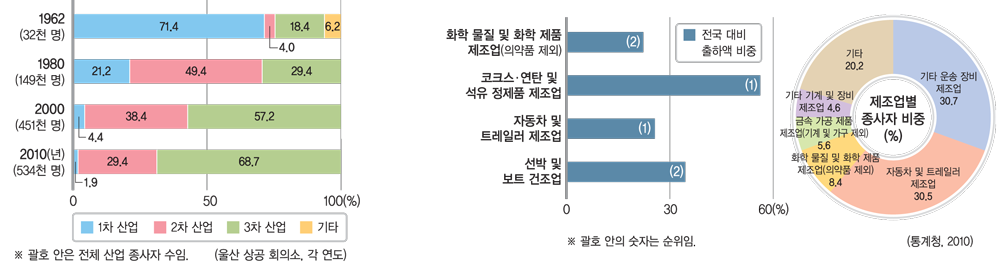 1962
(32천 명)
71.4
4.0
18.4
6.2
1980
(149천 명)
21.2
49.4
29.4
2000
(451천 명)
4.4
38.4
57.2
2010(년)
(534천 명)
1.9
29.4
68.7
0
50
100(%)
1차 산업
2차 산업
3차 산업
기타
※ 괄호 안은 전체 산업 종사자 수임.
(울산 상공 회의소, 각 연도)
화학 물질 및 화학 제품
제조업(의약품 제외)
(2)
코크스·연탄 및
석유 정제품 제조업
(1)
자동차 및
트레일러 제조업
(1)
선박 및
보트 건조업
(2)
전국 대비
출하액 비중
0
30
60(%)
※ 괄호 안의 숫자는 순위임.
제조업별
종사자 비중
(%)
기타 운송 장비
제조업
30.7
자동차 및 트레일러
제조업
30.5
화학 물질 및 화학 제품
제조업(의약품 제외)
8.4
금속 가공 제품
제조업(기계 및 가구 제외)
5.6
기타 기계 및 장비
제조업 4.6
기타
20.2
(통계청, 2010)